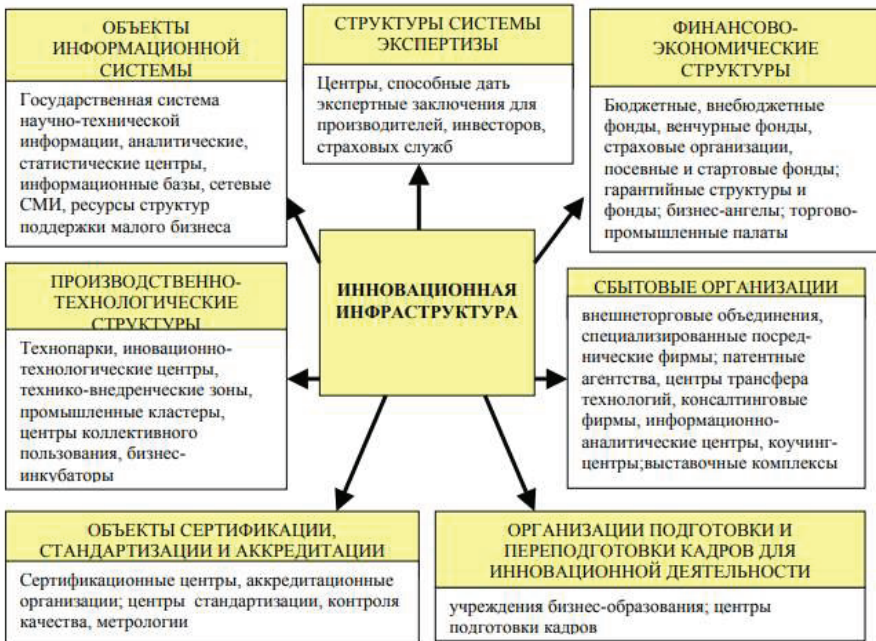 ОБЪЕКТЫ
ИНФОРМАЦИОННОЙ
СИСТЕМЫ
Государственная система
научно-технической
информации, аналитические,
статистические центры,
информационные базы, сетевые
СМИ, ресурсы структур
поддержки малого бизнеса
СТРУКТУРЫ СИСТЕМЫ
ЭКСПЕРТИЗЫ
Центры, способные дать
экспертные заключения для
производителей, инвесторов,
страховых служб
ФИНАНСОВО-
ЭКОНОМИЧЕСКИЕ
СТРУКТУРЫ
Бюджетные, внебюджетные
фонды, венчурные фонды,
страховые организации,
посевные и стартовые фонды;
гарантийные структуры и
фонды; бизнес-ангелы; торгово-
промышленные палаты
ИННОВАЦИОННАЯ
ИНФРАСТРУКТУРА
ПРОИЗВОДСТВЕННО-
ТЕХНОЛОГИЧЕСКИЕ
СТРУКТУРЫ
Технопарки, иновационно-
технологические центры,
технико-внедренческие зоны,
промышленные кластеры,
центры коллективного
пользования, бизнес-
инкубаторы
СБЫТОВЫЕ ОРГАНИЗАЦИИ
внешнеторговые объединения,
специализированные посред-
нические фирмы; патентные
агентства, центры трансфера
технологий, консалтинговые
фирмы, информационно-
аналитические центры, коучинг-
центры;выставочные комплексы
ОБЪЕКТЫ СЕРТИФИКАЦИИ,
СТАНДАРТИЗАЦИИ И АККРЕДИТАЦИИ
Сертификационные центры, аккредитационные
организации; центры стандартизации, контроля
качества, метрологии
ОРГАНИЗАЦИИ ПОДГОТОВКИ И
ПЕРЕПОДГОТОВКИ КАДРОВ ДЛЯ
ИННОВАЦИОННОЙ ДЕЯТЕЛЬНОСТИ
учреждения бизнес-образования; центры
подготовки кадров